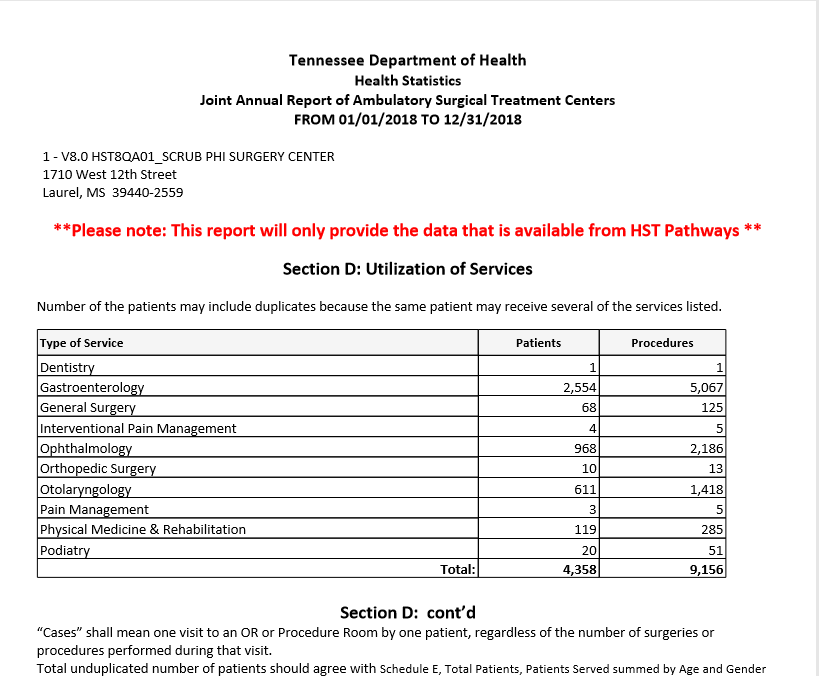 Tennessee Department of Health
Health Statistics
Joint Annual Report of Ambulatory Surgical Treatment Centers
FROM 01/01/2018 TO 12/31/2018
1 - V8.0 HST8QA01_SCRUB PHI SURGERY CENTER
1710 West 12th Street
Laurel, MS 39440-2559
**Please note: This report will only provide the data that is available from HST Pathways **
Section D: Utilization of Services
Number of the patients may include duplicates because the same patient may receive several of the services listed.
Type of Service Patients Procedures
Dentistry 1 1
Gastroenterology 2,554 5,067
General Surgery 68 125
Interventional Pain Management 4 5
Ophthalmology 968 2,186
Orthopedic Surgery 10 13
Otolaryngology 611 1,418
Pain Management 3 5
Physical Medicine & Rehabilitation 119 285
Podiatry 20 51
Total: 4,358 9,156
Section D: cont’d
“Cases” shall mean one visit to an OR or Procedure Room by one patient, regardless of the number of surgeries or
procedures performed during that visit.
Total unduplicated number of patients should agree with Schedule E, Total Patients, Patients Served summed by Age and Gender